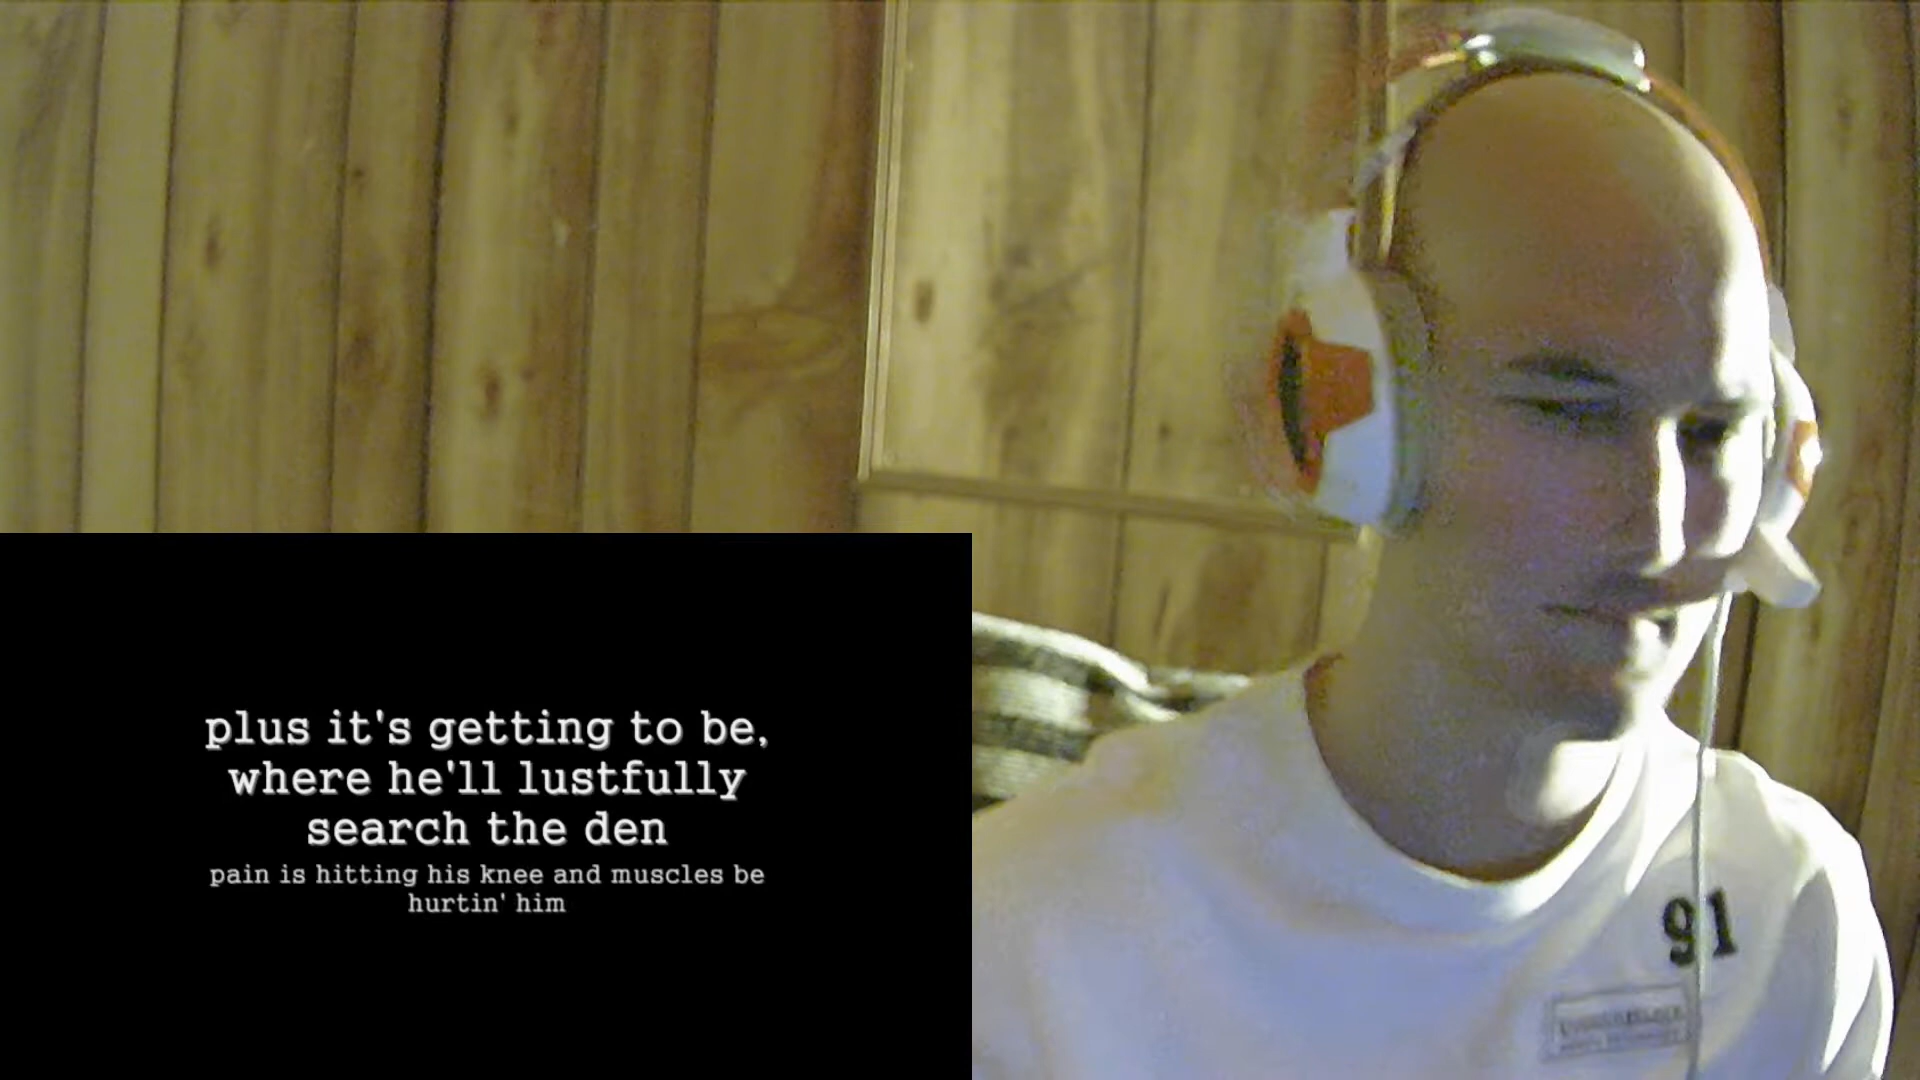 plus it's getting to be,
where he'll lustfully
search the den
pain is hitting his knee and muscles be
hurtin' him
91